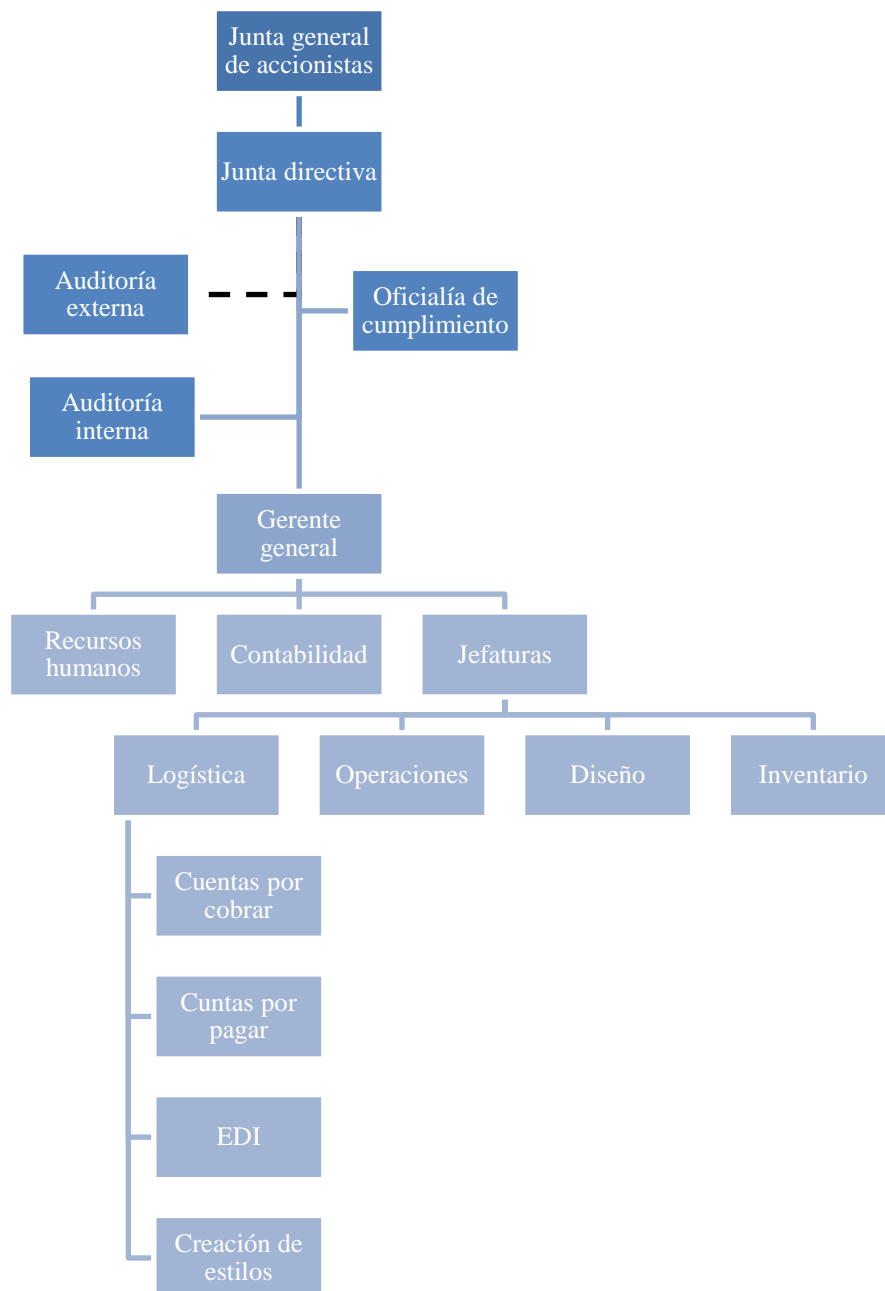 Junta general
de accionistas
Junta directiva
Auditoría
externa
Oficialía de
cumplimiento
Auditoría
interna
Gerente
general
Recursos
humanos
Contabilidad
Jefaturas
Logística
Operaciones
Diseño
Inventario
Cuentas por
cobrar
Cuntas por
pagar
EDI
Creación de
estilos